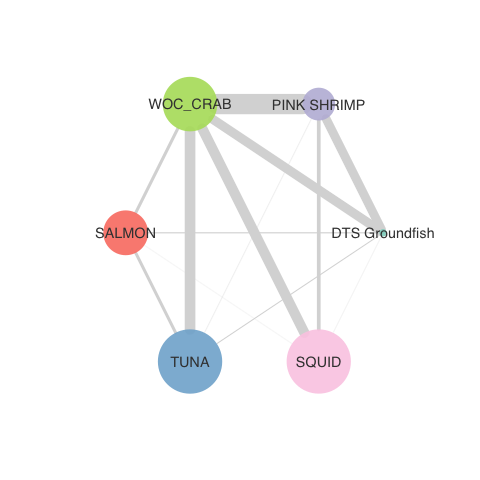 WOC_CRAB
PINK SHRIMP
SALMON
DTS Groundfish
TUNA
SQUID